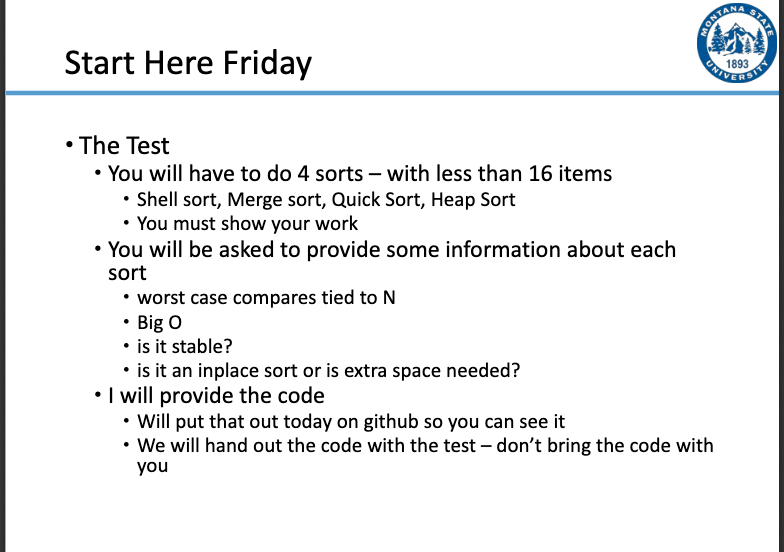 MONTANA STATE
1893
UNIVERSITY
Start Here Friday
• The Test
• You will have to do 4 sorts – with less than 16 items
• Shell sort, Merge sort, Quick Sort, Heap Sort
• You must show your work
• You will be asked to provide some information about each
sort
• worst case compares tied to N
• Big O
• is it stable?
• is it an inplace sort or is extra space needed?
• I will provide the code
• Will put that out today on github so you can see it
• We will hand out the code with the test – don’t bring the code with
you